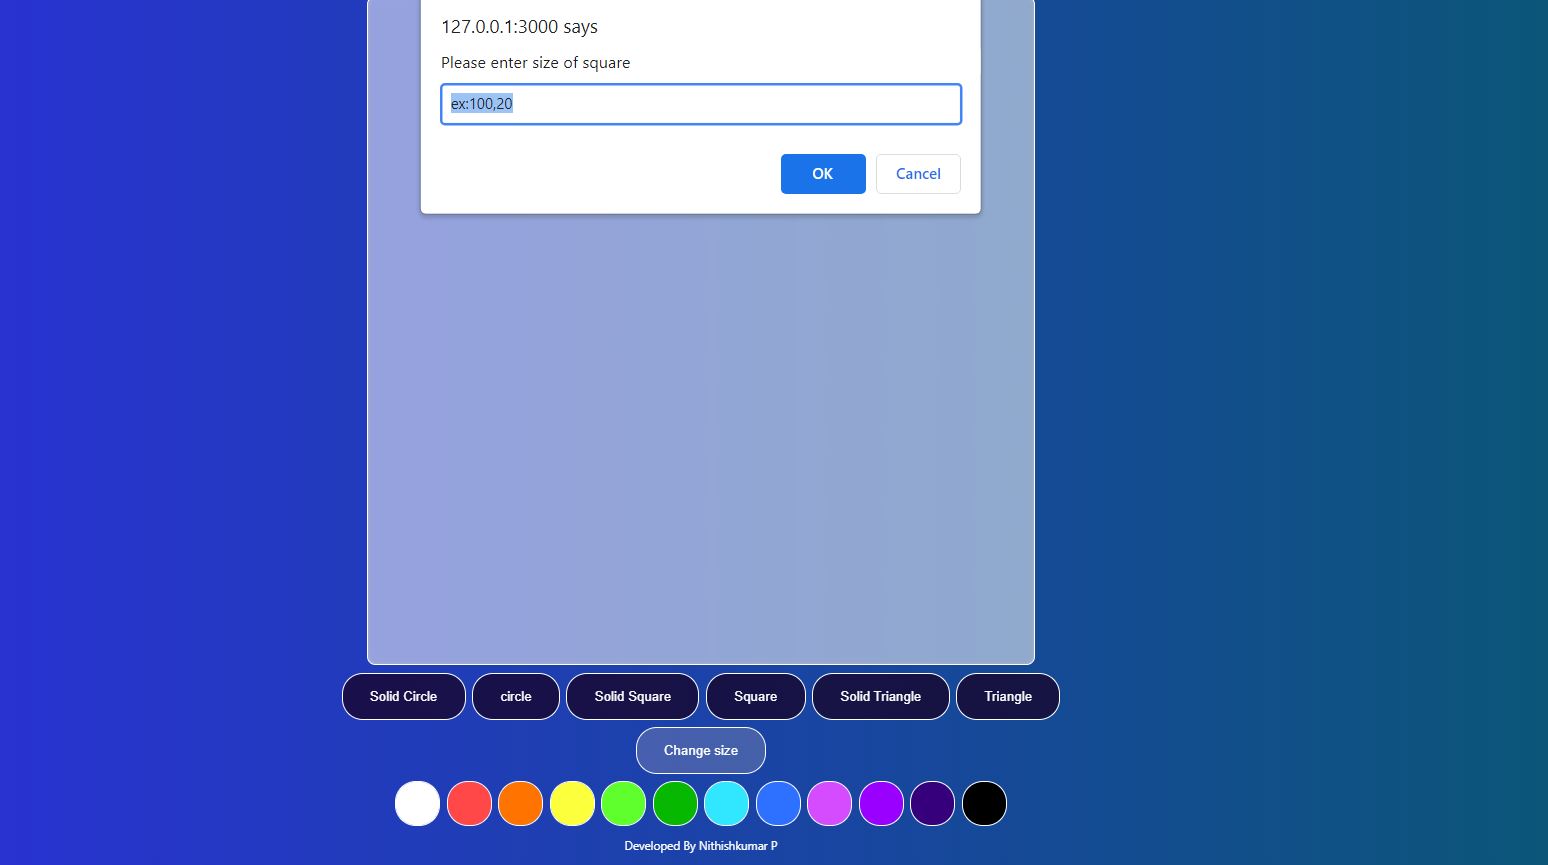 127.0.0.1:3000 says
Please enter size of square
ex:100,20
OK Cancel
Solid Circle circle Solid Square Square Solid Triangle Triangle
Change size
Developed By Nithishkumar P